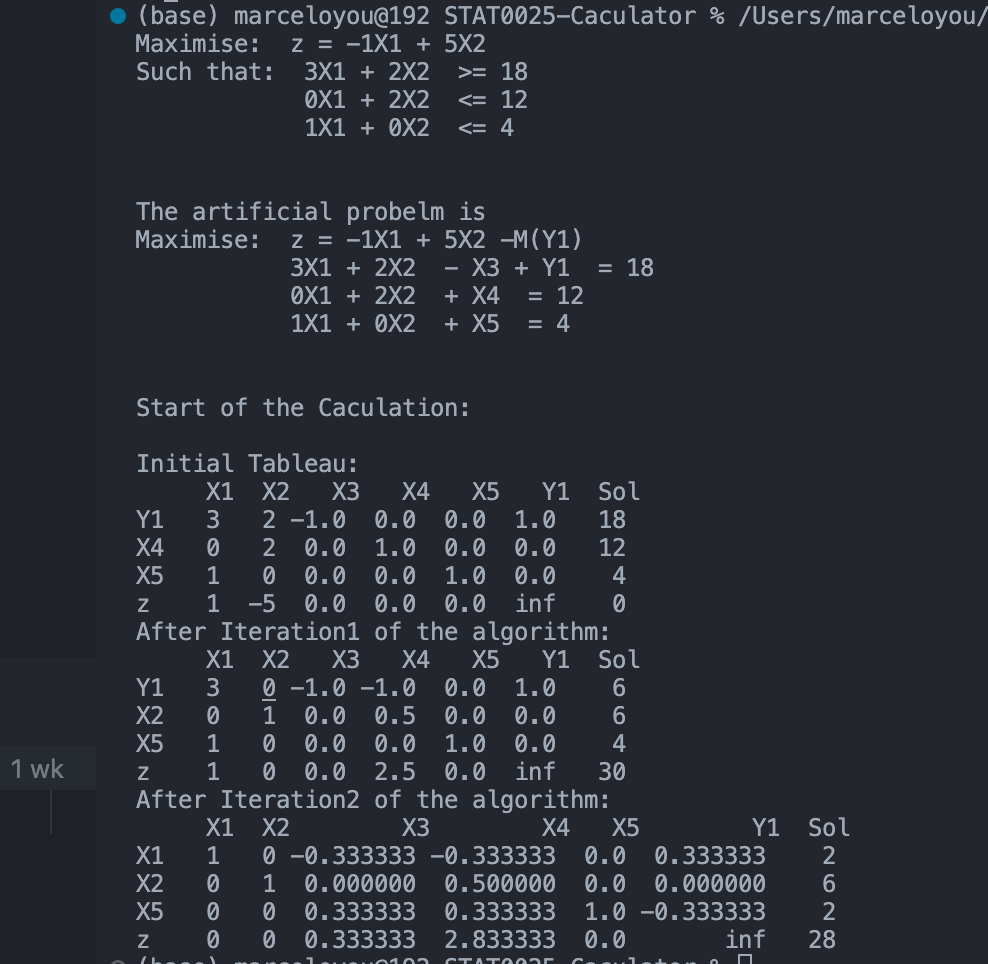 (base) marceloyou@192 STAT0025-Caculator % /Users/marceloyou/
Maximise:  z = -1X1 + 5X2
Such that:  3X1 + 2X2  >= 18
            0X1 + 2X2  <= 12
            1X1 + 0X2  <= 4
The artificial probelm is
Maximise:  z = -1X1 + 5X2 -M(Y1)
           3X1 + 2X2  - X3 + Y1  = 18
           0X1 + 2X2  + X4  = 12
           1X1 + 0X2  + X5  = 4
Start of the Caculation:
Initial Tableau:
     X1  X2   X3   X4   X5   Y1  Sol
Y1   3   2 -1.0  0.0  0.0  1.0   18
X4   0   2  0.0  1.0  0.0  0.0   12
X5   1   0  0.0  0.0  1.0  0.0    4
z    1  -5  0.0  0.0  0.0  inf    0
After Iteration1 of the algorithm:
     X1  X2   X3   X4   X5   Y1  Sol
Y1   3   0 -1.0 -1.0  0.0  1.0    6
X2   0   1  0.0  0.5  0.0  0.0    6
X5   1   0  0.0  0.0  1.0  0.0    4
z    1   0  0.0  2.5  0.0  inf   30
1 wk
After Iteration2 of the algorithm:
     X1  X2        X3        X4   X5        Y1  Sol
X1   1   0 -0.333333 -0.333333  0.0  0.333333    2
X2   0   1  0.000000  0.500000  0.0  0.000000    6
X5   0   0  0.333333  0.333333  1.0 -0.333333    2
z    0   0  0.333333  2.833333  0.0       inf   28
(base) marceloyou@192 STAT0025-Caculator %